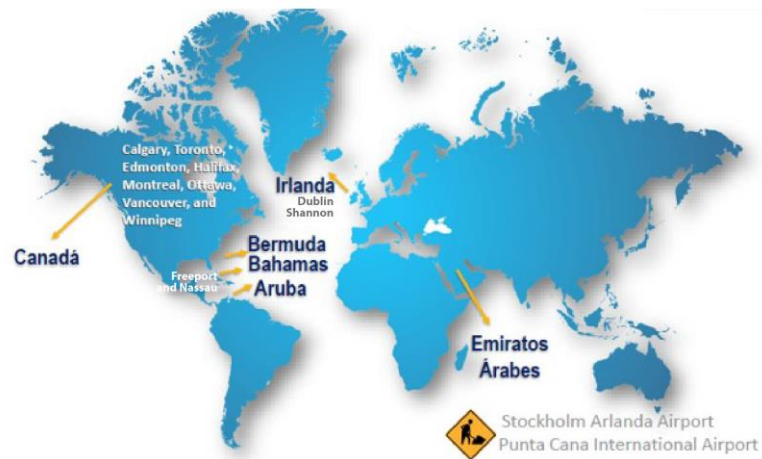 Calgary, Toronto,
Edmonton, Halifax,
Montreal, Ottawa,
Vancouver, and
Winnipeg
Canadá
Irlanda
Dublin
Shannon
Bermuda
Bahamas
Freeport
and Nassau
Aruba
Emiratos
Árabes
Stockholm Arlanda Airport
Punta Cana International Airport